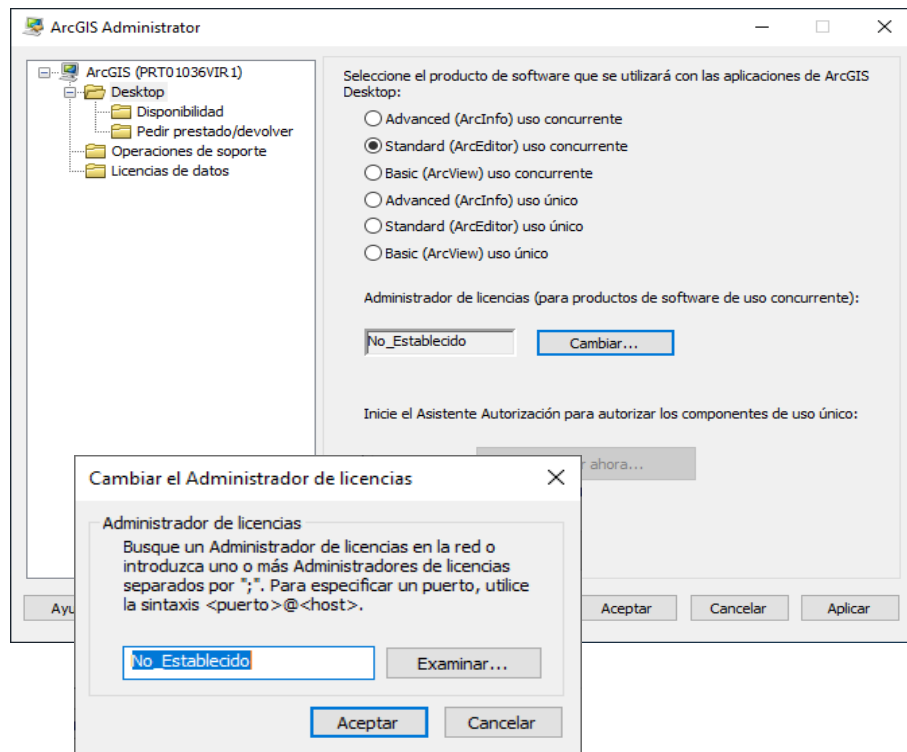 ArcGIS Administrator
ArcGIS (PRT01036VIR1)
Desktop
Disponibilidad
Pedir prestado/devolver
Operaciones de soporte
Licencias de datos
Seleccione el producto de software que se utilizará con las aplicaciones de ArcGIS
Desktop:
Advanced (ArcInfo) uso concurrente
Standard (ArcEditor) uso concurrente
Basic (ArcView) uso concurrente
Advanced (ArcInfo) uso único
Standard (ArcEditor) uso único
Basic (ArcView) uso único
Administrador de licencias (para productos de software de uso concurrente):
No_Establecido
Cambiar...
Inicie el Asistente Autorización para autorizar los componentes de uso único:
ahora...
Aceptar
Cancelar
Aplicar
Cambiar el Administrador de licencias
Administrador de licencias
Busque un Administrador de licencias en la red o
introduzca uno o más Administradores de licencias
separados por ";". Para especificar un puerto, utilice
la sintaxis <puerto>@<host>.
No_Establecido
Examinar...
Aceptar
Cancelar